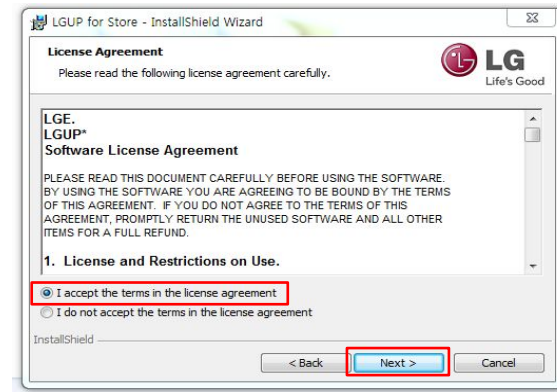 LGUP for Store - InstallShield Wizard
License Agreement
Please read the following license agreement carefully.
LG
Life's Good
LGE.
LGUP*
Software License Agreement
PLEASE READ THIS DOCUMENT CAREFULLY BEFORE USING THE SOFTWARE.
BY USING THE SOFTWARE YOU ARE AGREEING TO BE BOUND BY THE TERMS
OF THIS AGREEMENT. IF YOU DO NOT AGREE TO THE TERMS OF THIS
AGREEMENT, PROMPTLY RETURN THE UNUSED SOFTWARE AND ALL OTHER
ITEMS FOR A FULL REFUND.
1. License and Restrictions on Use.
I accept the terms in the license agreement
I do not accept the terms in the license agreement
InstallShield
< Back Next > Cancel